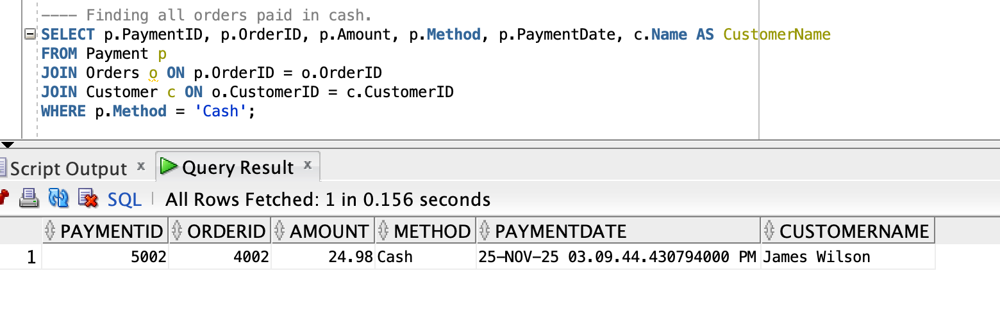 ---- Finding all orders paid in cash.
SELECT p.PaymentID, p.OrderID, p.Amount, p.Method, p.PaymentDate, c.Name AS CustomerName
FROM Payment p
JOIN Orders o ON p.OrderID = o.OrderID
JOIN Customer c ON o.CustomerID = c.CustomerID
WHERE p.Method = 'Cash';
Script Output x Query Result x
SQL | All Rows Fetched: 1 in 0.156 seconds
PAYMENTID ORDERID AMOUNT METHOD PAYMENTDATE CUSTOMERNAME
1 5002 4002 24.98 Cash 25-NOV-25 03.09.44.430794000 PM James Wilson